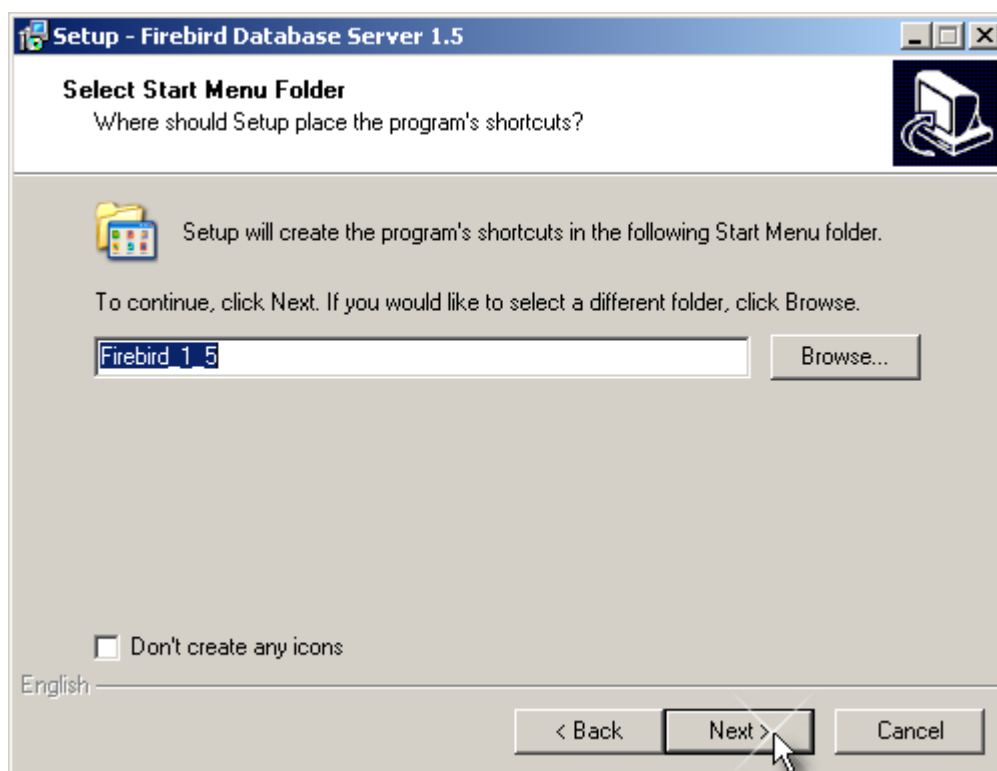 Setup - Firebird Database Server 1.5
Select Start Menu Folder
Where should Setup place the program's shortcuts?
Setup will create the program's shortcuts in the following Start Menu folder.
To continue, click Next. If you would like to select a different folder, click Browse.
Firebird_1_5
Browse...
Don't create any icons
English
< Back
Next >
Cancel